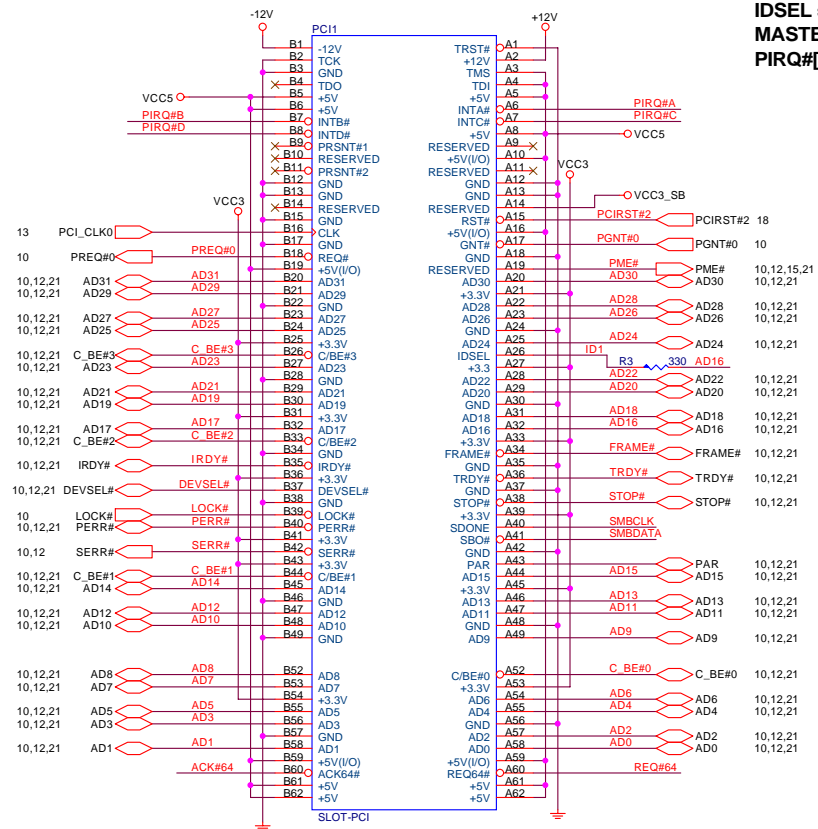 -12V +12V IDSEL
PCI1 MASTE
PIRQ#[
B1 -12V TRST# A1
B2 TCK +12V A2
B3 GND TMS A3
B4 TDO TDI A4
VCC5 B5 +5V +5V A5
B6 +5V INTA# A6 PIRQ#A
PIRQ#B B7 INTB# INTC# A7 PIRQ#C
PIRQ#D B8 INTD# +5V A8 VCC5
B9 PRSNT#1 RESERVED A9
B10 RESERVED +5V(I/O) A10
B11 PRSNT#2 RESERVED A11 VCC3
B12 GND GND A12
B13 GND GND A13
B14 RESERVED RESERVED A14 VCC3_SB
VCC3 B15 GND RST# A15 PCIRST#2 PCIRST#2 18
13 PCI_CLK0 B16 CLK +5V(I/O) A16
B17 GND GNT# A17 PGNT#0 PGNT#0 10
10 PREQ#0 PREQ#0 B18 REQ# GND A18
B19 +5V(I/O) RESERVED A19 PME# PME# 10,12,15,21
10,12,21 AD31 AD31 B20 AD31 AD30 A20 AD30 AD30 10,12,21
10,12,21 AD29 AD29 B21 AD29 +3.3V A21
B22 GND AD28 A22 AD28 AD28 10,12,21
10,12,21 AD27 AD27 B23 AD27 AD26 A23 AD26 AD26 10,12,21
10,12,21 AD25 AD25 B24 AD25 GND A24
B25 +3.3V AD24 A25 AD24 AD24 10,12,21
10,12,21 C_BE#3 C_BE#3 B26 C/BE#3 IDSEL A26 ID1
10,12,21 AD23 AD23 B27 AD23 +3.3 A27 R3 330 AD16
B28 GND AD22 A28 AD22 AD22 10,12,21
10,12,21 AD21 AD21 B29 AD21 AD20 A29 AD20 AD20 10,12,21
10,12,21 AD19 AD19 B30 AD19 GND A30
B31 +3.3V AD18 A31 AD18 AD18 10,12,21
10,12,21 AD17 AD17 B32 AD17 AD16 A32 AD16 AD16 10,12,21
10,12,21 C_BE#2 C_BE#2 B33 C/BE#2 +3.3V A33
B34 GND FRAME# A34 FRAME# FRAME# 10,12,21
10,12,21 IRDY# IRDY# B35 IRDY# GND A35
B36 +3.3V TRDY# A36 TRDY# TRDY# 10,12,21
10,12,21 DEVSEL# DEVSEL# B37 DEVSEL# GND A37
B38 GND STOP# A38 STOP# STOP# 10,12,21
10 LOCK# LOCK# B39 LOCK# +3.3V A39
10,12,21 PERR# PERR# B40 PERR# SDONE A40 SMBCLK
B41 +3.3V SBO# A41 SMBDATA
10,12 SERR# SERR# B42 SERR# GND A42
B43 +3.3V PAR A43 PAR 10,12,21
10,12,21 C_BE#1 C_BE#1 B44 C/BE#1 AD15 A44 AD15 AD15 10,12,21
10,12,21 AD14 AD14 B45 AD14 +3.3V A45
B46 GND AD13 A46 AD13 AD13 10,12,21
10,12,21 AD12 AD12 B47 AD12 AD11 A47 AD11 AD11 10,12,21
10,12,21 AD10 AD10 B48 AD10 GND A48
B49 GND AD9 A49 AD9 AD9 10,12,21
10,12,21 AD8 AD8 B52 AD8 C/BE#0 A52 C_BE#0 C_BE#0 10,12,21
10,12,21 AD7 AD7 B53 AD7 +3.3V A53
B54 +3.3V AD6 A54 AD6 AD6 10,12,21
10,12,21 AD5 AD5 B55 AD5 AD4 A55 AD4 AD4 10,12,21
10,12,21 AD3 AD3 B56 AD3 GND A56
B57 GND AD2 A57 AD2 AD2 10,12,21
10,12,21 AD1 AD1 B58 AD1 AD0 A58 AD0 AD0 10,12,21
B59 +5V(I/O) +5V(I/O) A59
ACK#64 B60 ACK64# REQ64# A60 REQ#64
B61 +5V +5V A61
B62 +5V +5V A62
SLOT-PCI